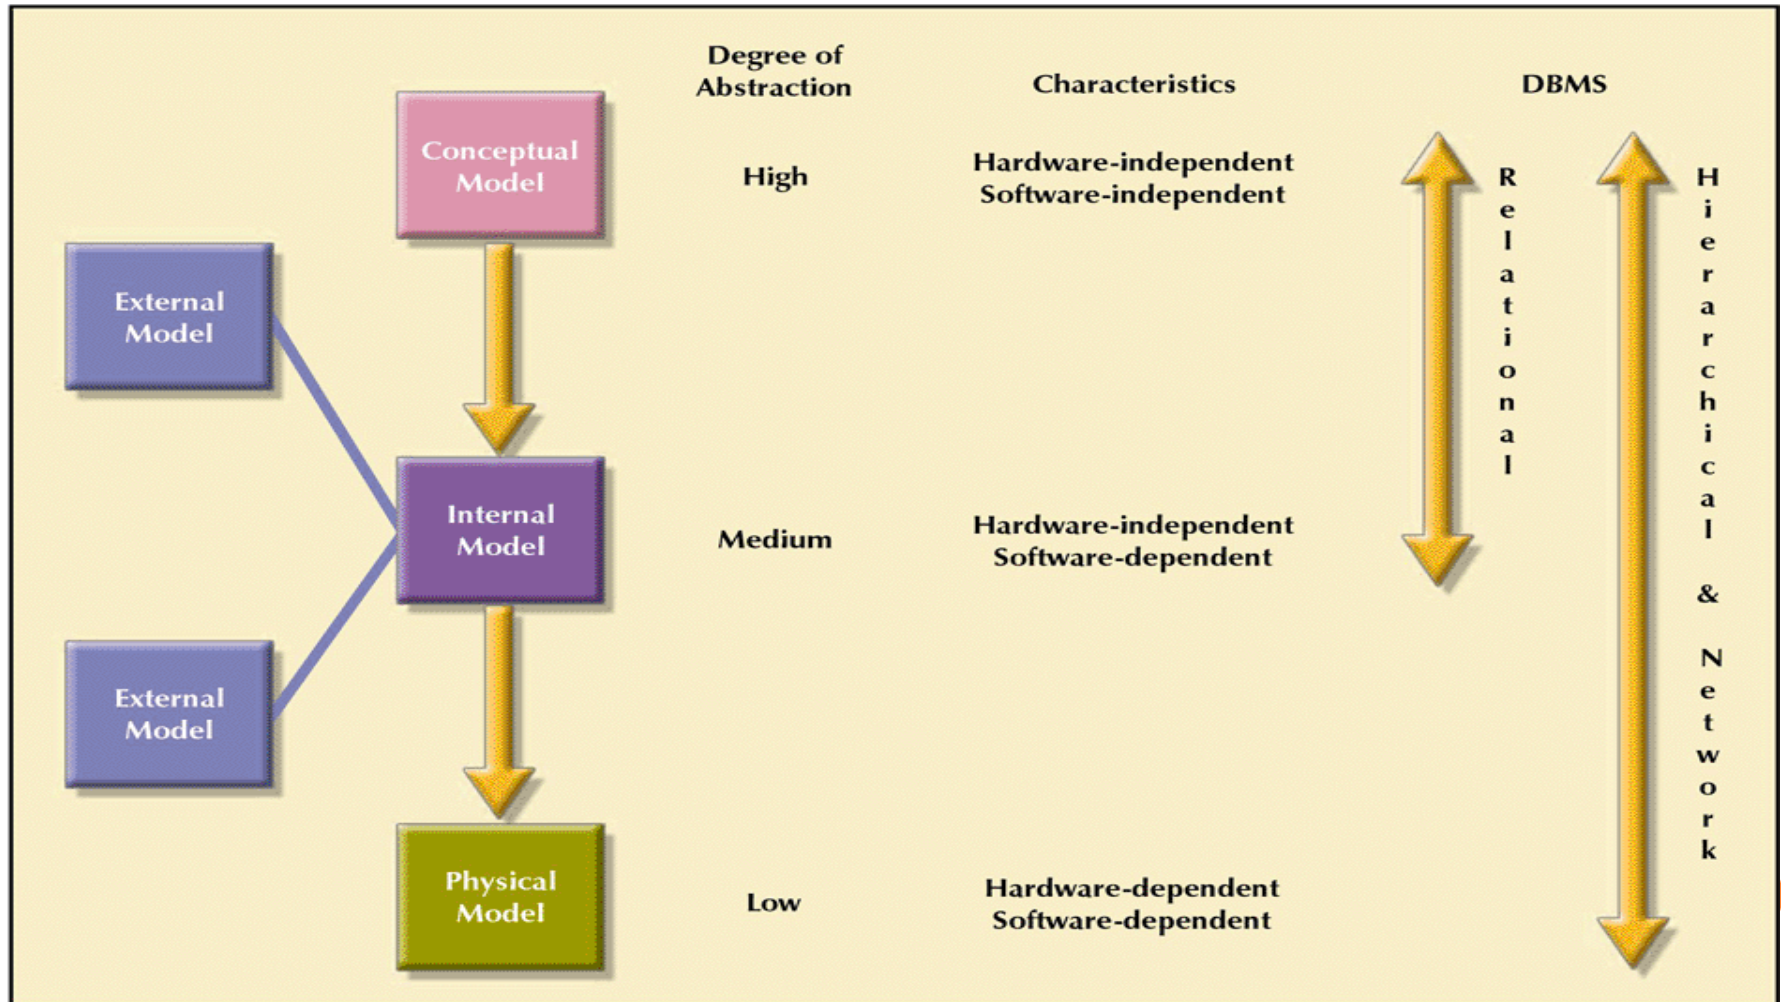 Degree of
Abstraction
Characteristics
DBMS
Conceptual
Model
High
Hardware-independent
Software-independent
External
Model
Internal
Model
Medium
Hardware-independent
Software-dependent
External
Model
Physical
Model
Low
Hardware-dependent
Software-dependent
Relational
Hierarchical & Network